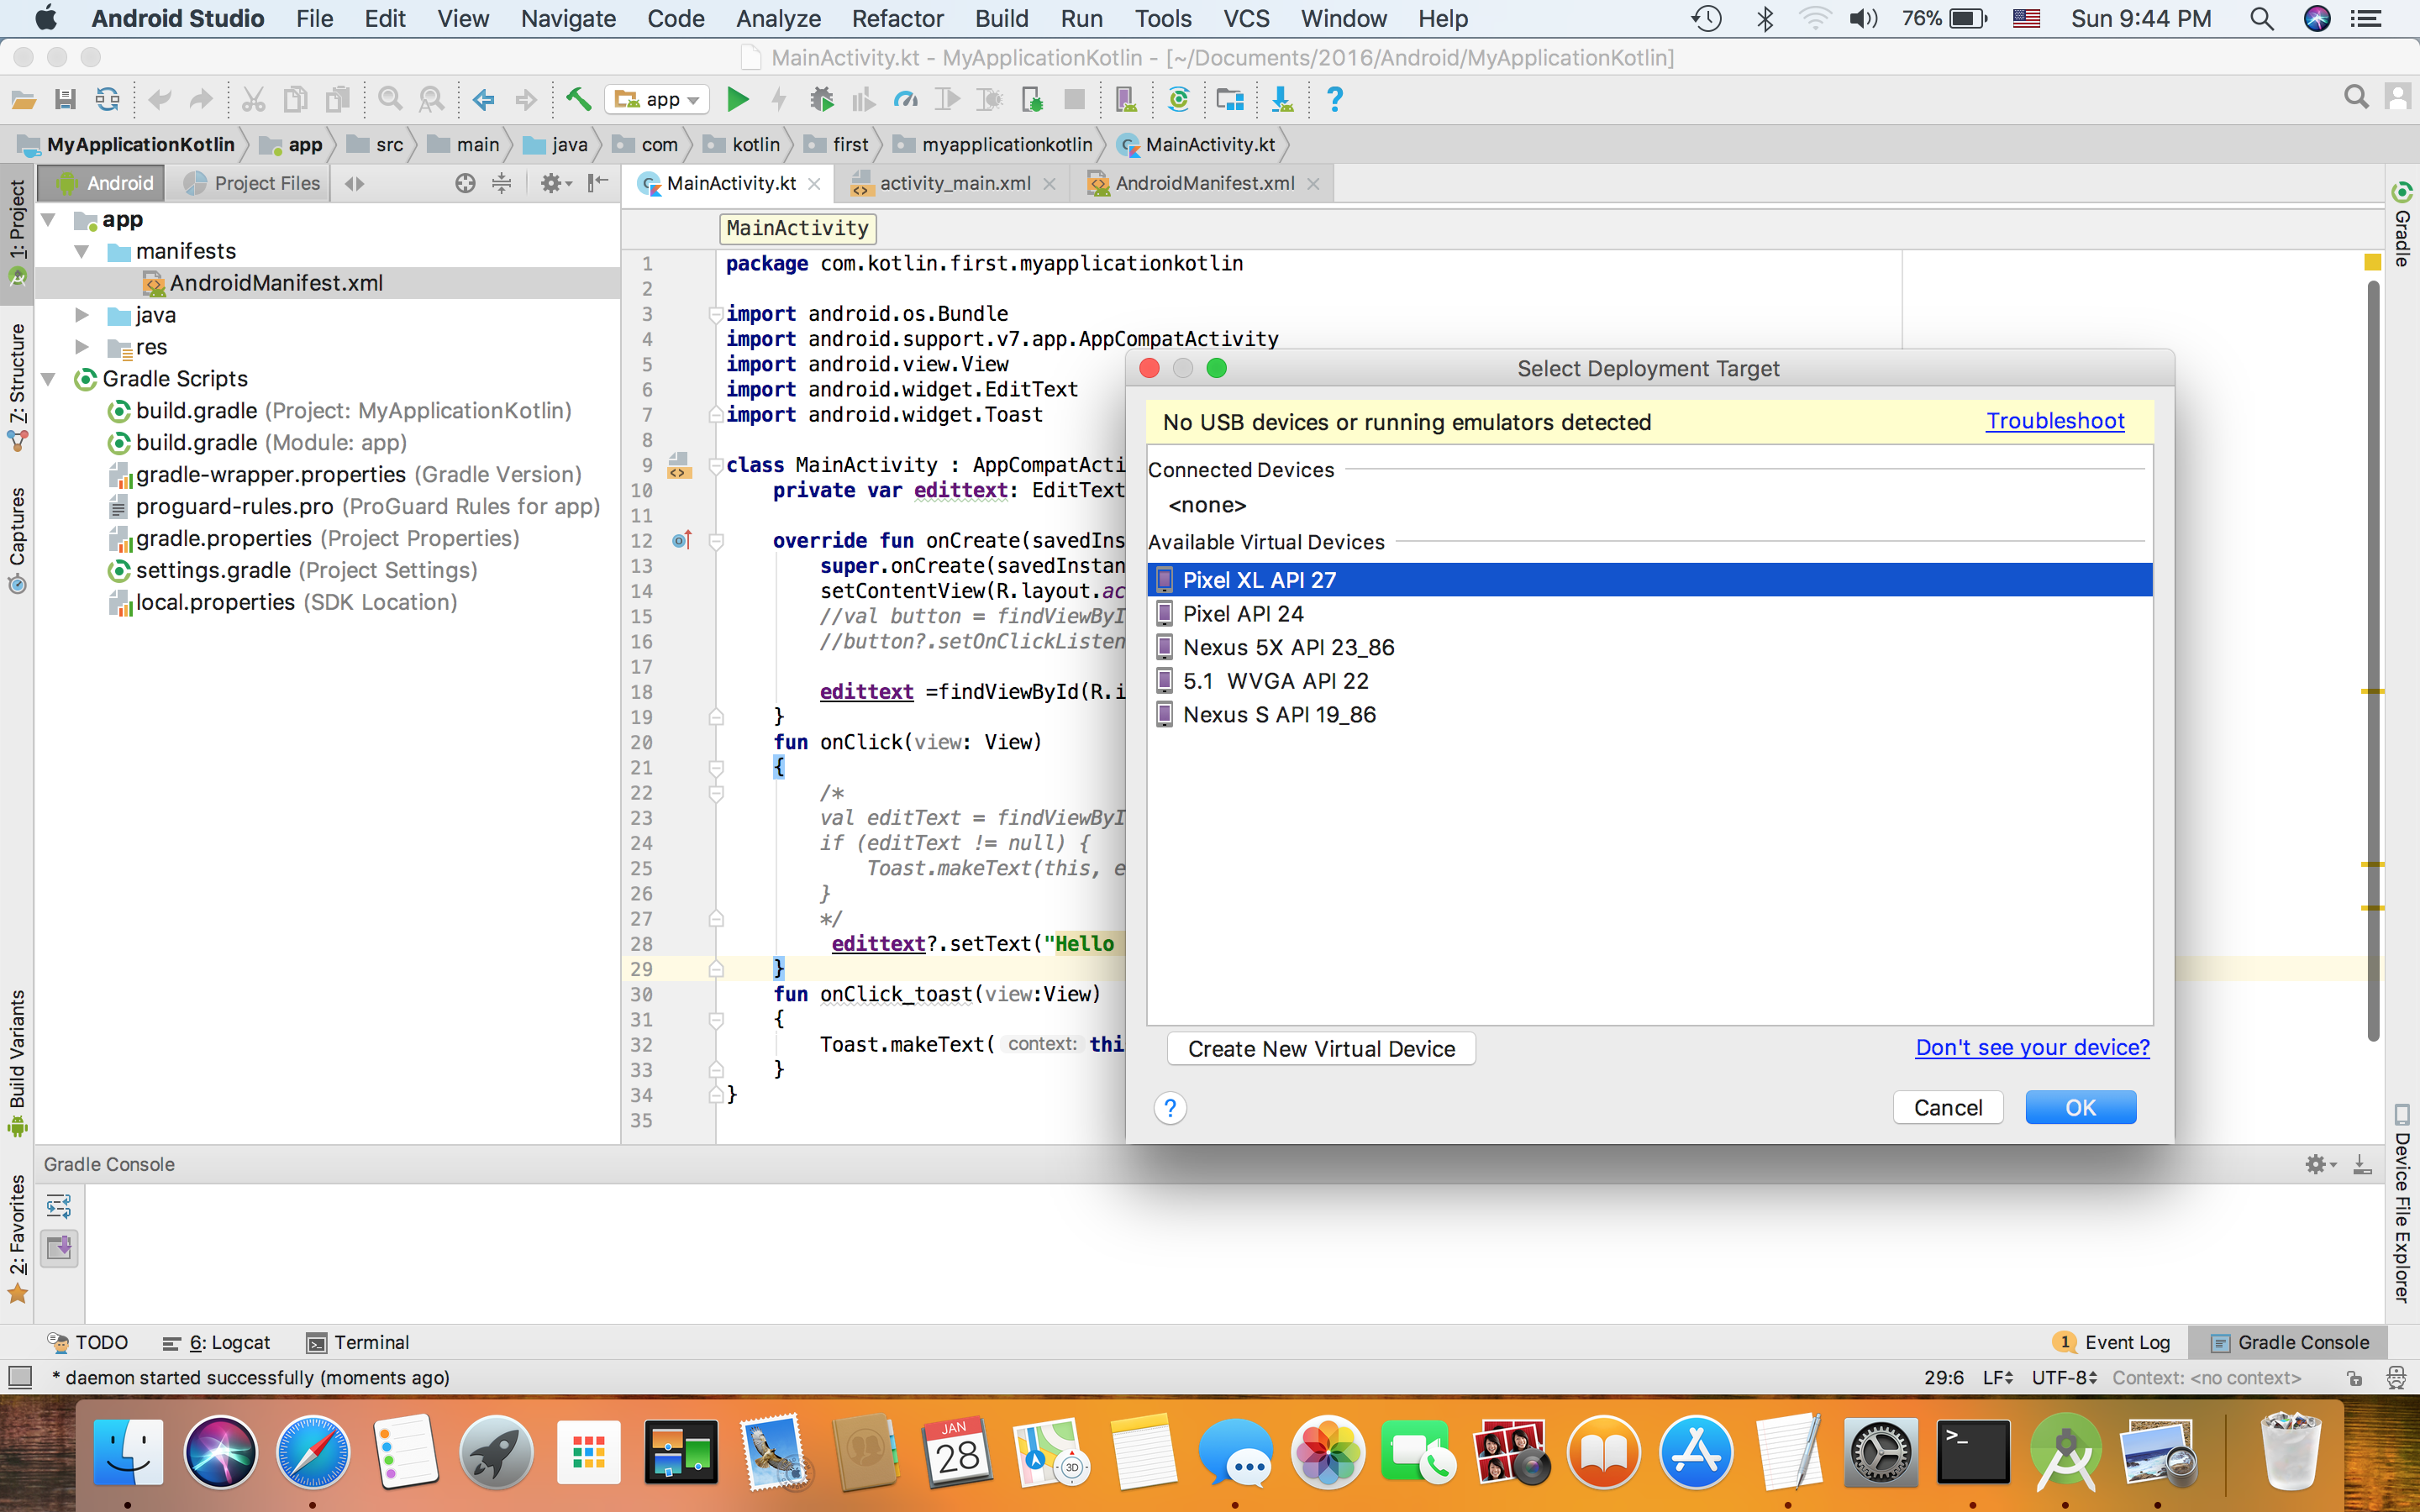 Android Studio File Edit View Navigate Code Analyze Refactor Build Run Tools VCS Window Help 76% Sun 9:44 PM
MainActivity.kt - MyApplicationKotlin - [~/Documents/2016/Android/MyApplicationKotlin]
app
MyApplicationKotlin app src main java com kotlin first myapplicationkotlin MainActivity.kt
Android Project Files
MainActivity.kt activity_main.xml AndroidManifest.xml
1: Project
7: Structure
Captures
Build Variants
2: Favorites
app
manifests
AndroidManifest.xml
java
res
Gradle Scripts
build.gradle (Project: MyApplicationKotlin)
build.gradle (Module: app)
gradle-wrapper.properties (Gradle Version)
proguard-rules.pro (ProGuard Rules for app)
gradle.properties (Project Properties)
settings.gradle (Project Settings)
local.properties (SDK Location)
MainActivity
1 package com.kotlin.first.myapplicationkotlin
2
3 import android.os.Bundle
4 import android.support.v7.app.AppCompatActivity
5 import android.view.View
6 import android.widget.EditText
7 import android.widget.Toast
8
9 class MainActivity : AppCompatActi
10 private var edittext: EditText
11
12 override fun onCreate(savedIns
13 super.onCreate(savedInstan
14 setContentView(R.layout.ac
15 //val button = findViewByI
16 //button?.setOnClickListen
17
18 edittext =findViewById(R.i
19 }
20 fun onClick(view: View)
21 {
22 /*
23 val editText = findViewByI
24 if (editText != null) {
25 Toast.makeText(this, e
26 }
27 */
28 edittext?.setText("Hello
29 }
30 fun onClick_toast(view:View)
31 {
32 Toast.makeText( context: thi
33 }
34 }
35
Select Deployment Target
No USB devices or running emulators detected Troubleshoot
Connected Devices
<none>
Available Virtual Devices
Pixel XL API 27
Pixel API 24
Nexus 5X API 23_86
5.1 WVGA API 22
Nexus S API 19_86
Create New Virtual Device Don't see your device?
? Cancel OK
Gradle
Device File Explorer
Gradle Console
TODO 6: Logcat Terminal 1 Event Log Gradle Console
* daemon started successfully (moments ago) 29:6 LF UTF-8 Context: <no context>
JAN
28
3D
>_